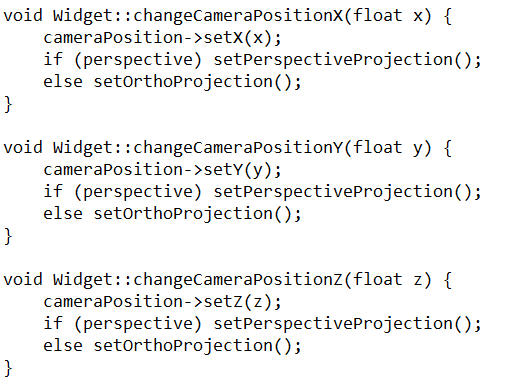 void Widget::changeCameraPositionX(float x) {
    cameraPosition->setX(x);
    if (perspective) setPerspectiveProjection();
    else setOrthoProjection();
}

void Widget::changeCameraPositionY(float y) {
    cameraPosition->setY(y);
    if (perspective) setPerspectiveProjection();
    else setOrthoProjection();
}

void Widget::changeCameraPositionZ(float z) {
    cameraPosition->setZ(z);
    if (perspective) setPerspectiveProjection();
    else setOrthoProjection();
}